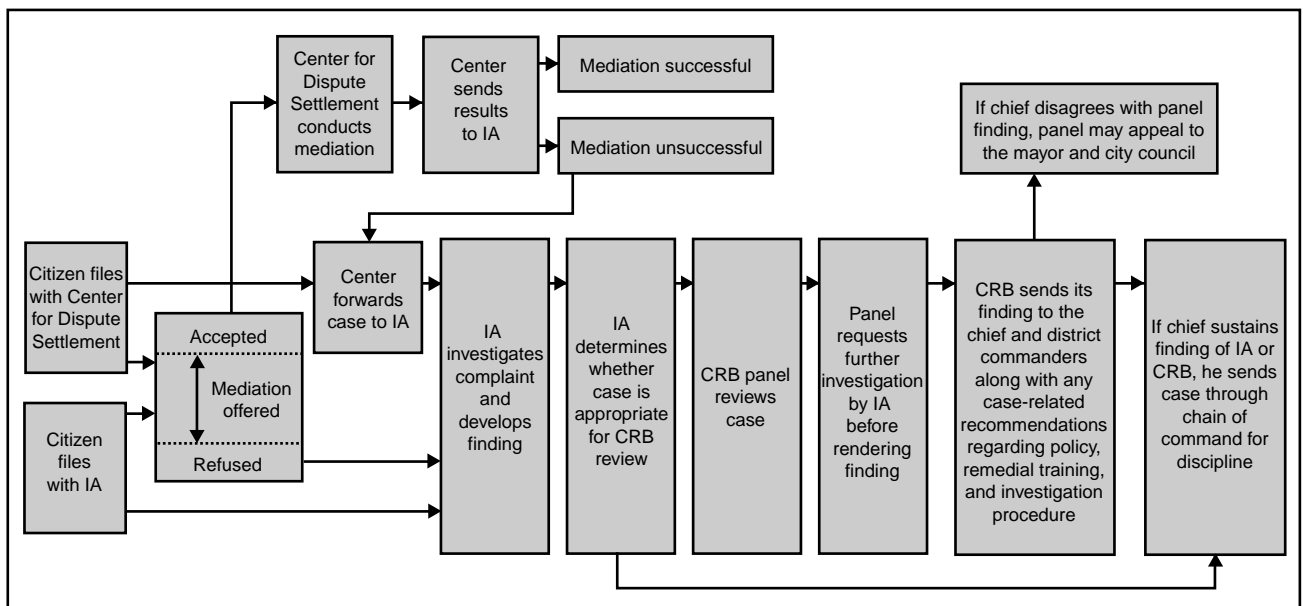 Center for
Dispute
Settlement
conducts
mediation
Center
sends
results
to IA
Mediation successful
Mediation unsuccessful
If chief disagrees with panel
finding, panel may appeal to
the mayor and city council
Citizen files
with Center
for Dispute
Settlement
Citizen
files
with IA
Accepted
Mediation
offered
Refused
Center
forwards
case to IA
IA
investigates
complaint
and
develops
finding
IA
determines
whether
case is
appropriate
for CRB
review
CRB panel
reviews
case
Panel
requests
further
investigation
by IA
before
rendering
finding
CRB sends its
finding to the
chief and district
commanders
along with any
case-related
recommendations
regarding policy,
remedial training,
and investigation
procedure
If chief sustains
finding of IA or
CRB, he sends
case through
chain of
command for
discipline